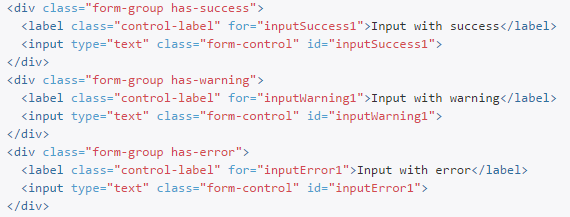 <div class="form-group has-success">
  <label class="control-label" for="inputSuccess1">Input with success</label>
  <input type="text" class="form-control" id="inputSuccess1">
</div>
<div class="form-group has-warning">
  <label class="control-label" for="inputWarning1">Input with warning</label>
  <input type="text" class="form-control" id="inputWarning1">
</div>
<div class="form-group has-error">
  <label class="control-label" for="inputError1">Input with error</label>
  <input type="text" class="form-control" id="inputError1">
</div>